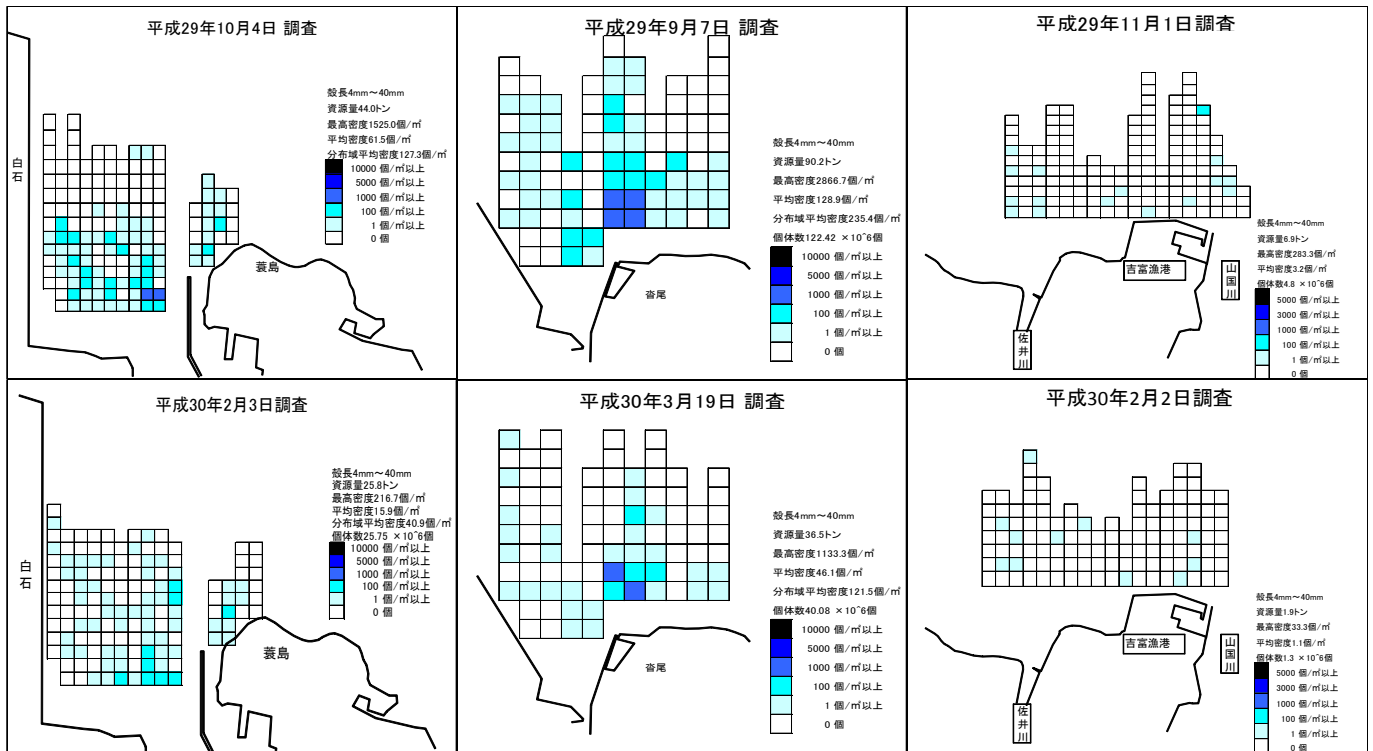 平成29年10月4日 調査
殻長4mm～40mm
資源量44.0トン
最高密度1525.0個/㎡
平均密度61.5個/㎡
分布域平均密度127.3個/㎡
10000 個/㎡以上
5000 個/㎡以上
1000 個/㎡以上
100 個/㎡以上
1 個/㎡以上
0 個
白石
蓑島
平成29年9月7日 調査
殻長4mm～40mm
資源量90.2トン
最高密度2866.7個/㎡
平均密度128.9個/㎡
分布域平均密度235.4個/㎡
個体数122.42 ×10^6個
10000 個/㎡以上
5000 個/㎡以上
1000 個/㎡以上
100 個/㎡以上
1 個/㎡以上
0 個
沓尾
平成29年11月1日 調査
殻長4mm～40mm
資源量6.9トン
最高密度283.3個/㎡
平均密度3.2個/㎡
個体数4.8 ×10^6個
5000 個/㎡以上
3000 個/㎡以上
1000 個/㎡以上
100 個/㎡以上
1 個/㎡以上
0 個
吉富漁港
山国川
佐井川
平成30年2月3日調査
殻長4mm～40mm
資源量25.8トン
最高密度216.7個/㎡
平均密度15.9個/㎡
分布域平均密度40.9個/㎡
個体数25.75 ×10^6個
10000 個/㎡以上
5000 個/㎡以上
1000 個/㎡以上
100 個/㎡以上
1 個/㎡以上
0 個
白石
蓑島
平成30年3月19日 調査
殻長4mm～40mm
資源量36.5トン
最高密度1133.3個/㎡
平均密度46.1個/㎡
分布域平均密度121.5個/㎡
個体数40.08 ×10^6個
10000 個/㎡以上
5000 個/㎡以上
1000 個/㎡以上
100 個/㎡以上
1 個/㎡以上
0 個
沓尾
平成30年2月2日調査
殻長4mm～40mm
資源量1.9トン
最高密度33.3個/㎡
平均密度1.1個/㎡
個体数1.3 ×10^6個
5000 個/㎡以上
3000 個/㎡以上
1000 個/㎡以上
100 個/㎡以上
1 個/㎡以上
0 個
吉富漁港
山国川
佐井川